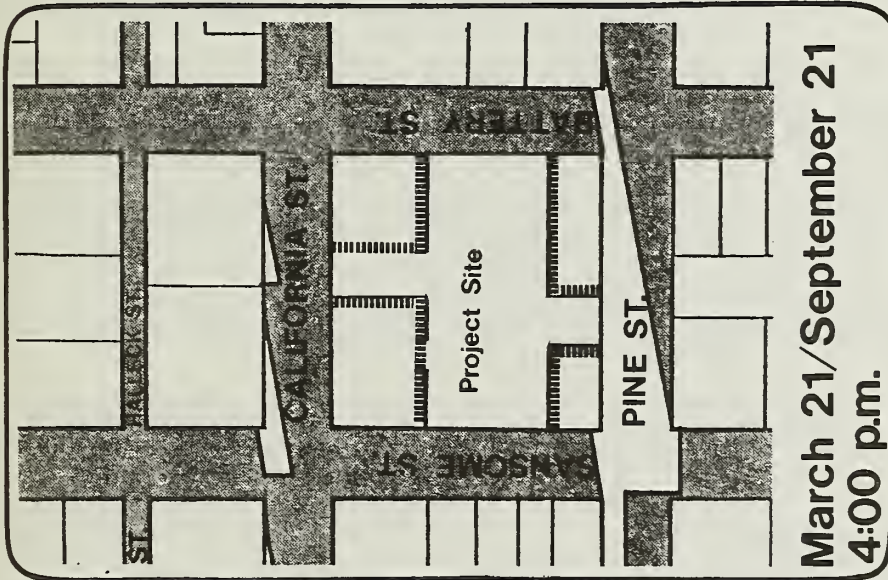 HALLECK ST.
ST.
CALIFORNIA ST.
BATTERY ST.
SANSOME ST.
Project Site
PINE ST.
March 21/September 21
4:00 p.m.